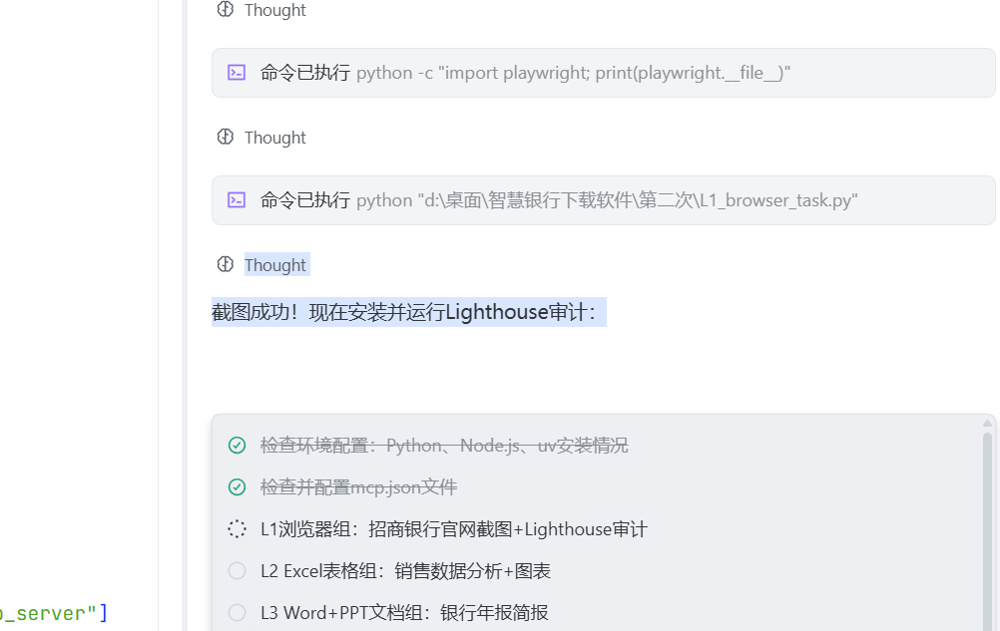 Thought
命令已执行 python -c "import playwright; print(playwright.__file__)"
Thought
命令已执行 python "d:\桌面\智慧银行下载软件\第二次\L1_browser_task.py"
Thought
截图成功！现在安装并运行Lighthouse审计：
检查环境配置：Python、Node.js、uv安装情况
检查并配置mcp.json文件
L1浏览器组：招商银行官网截图+Lighthouse审计
L2 Excel表格组：销售数据分析+图表
L3 Word+PPT文档组：银行年报简报
_server"]